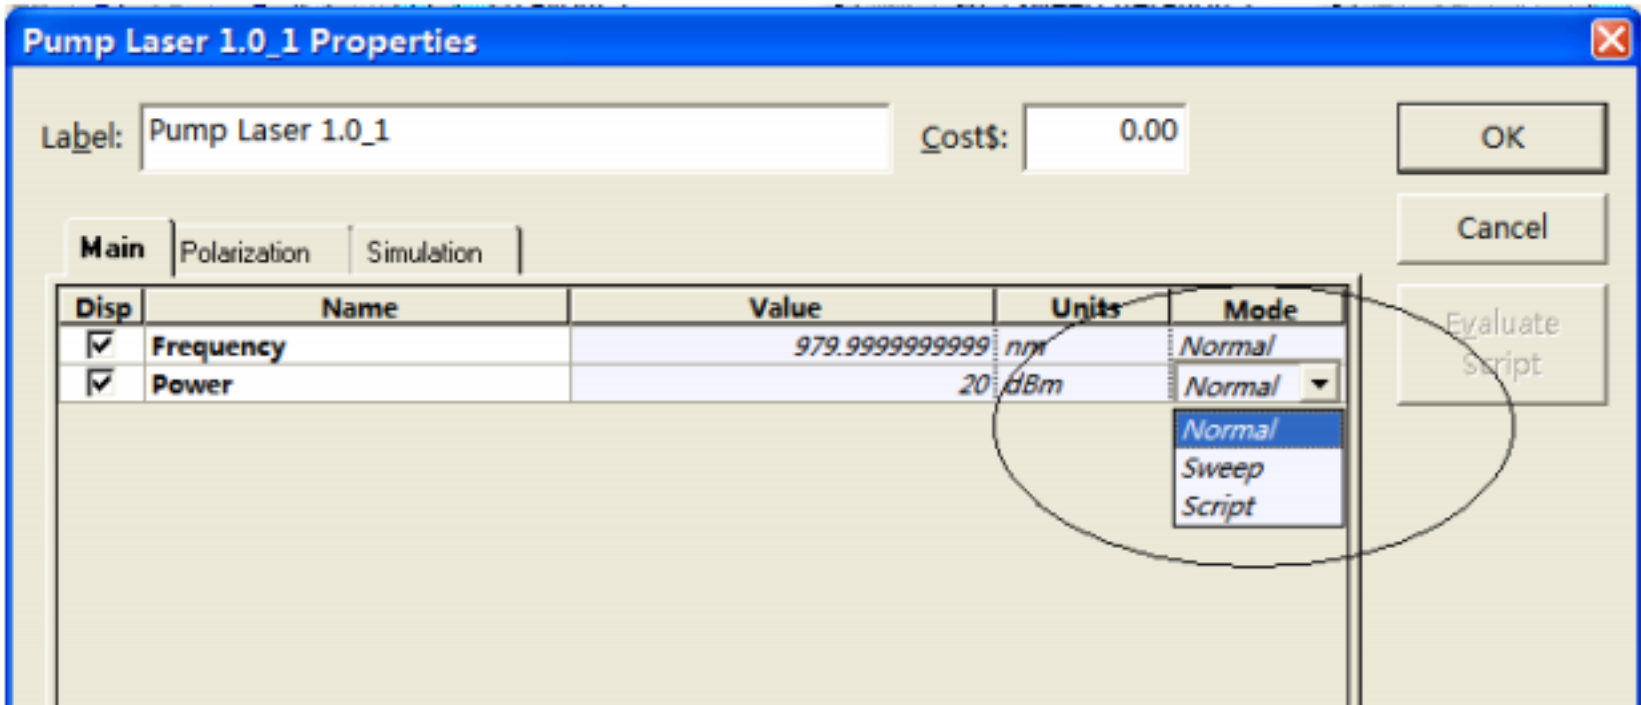 Pump Laser 1.0_1 Properties
Label: Pump Laser 1.0_1 Cost$: 0.00 OK
Cancel
Main Polarization Simulation
Disp Name Value Units Mode
Evaluate Script
Frequency 979.9999999999 nm Normal
Power 20 dBm Normal
Normal
Sweep
Script